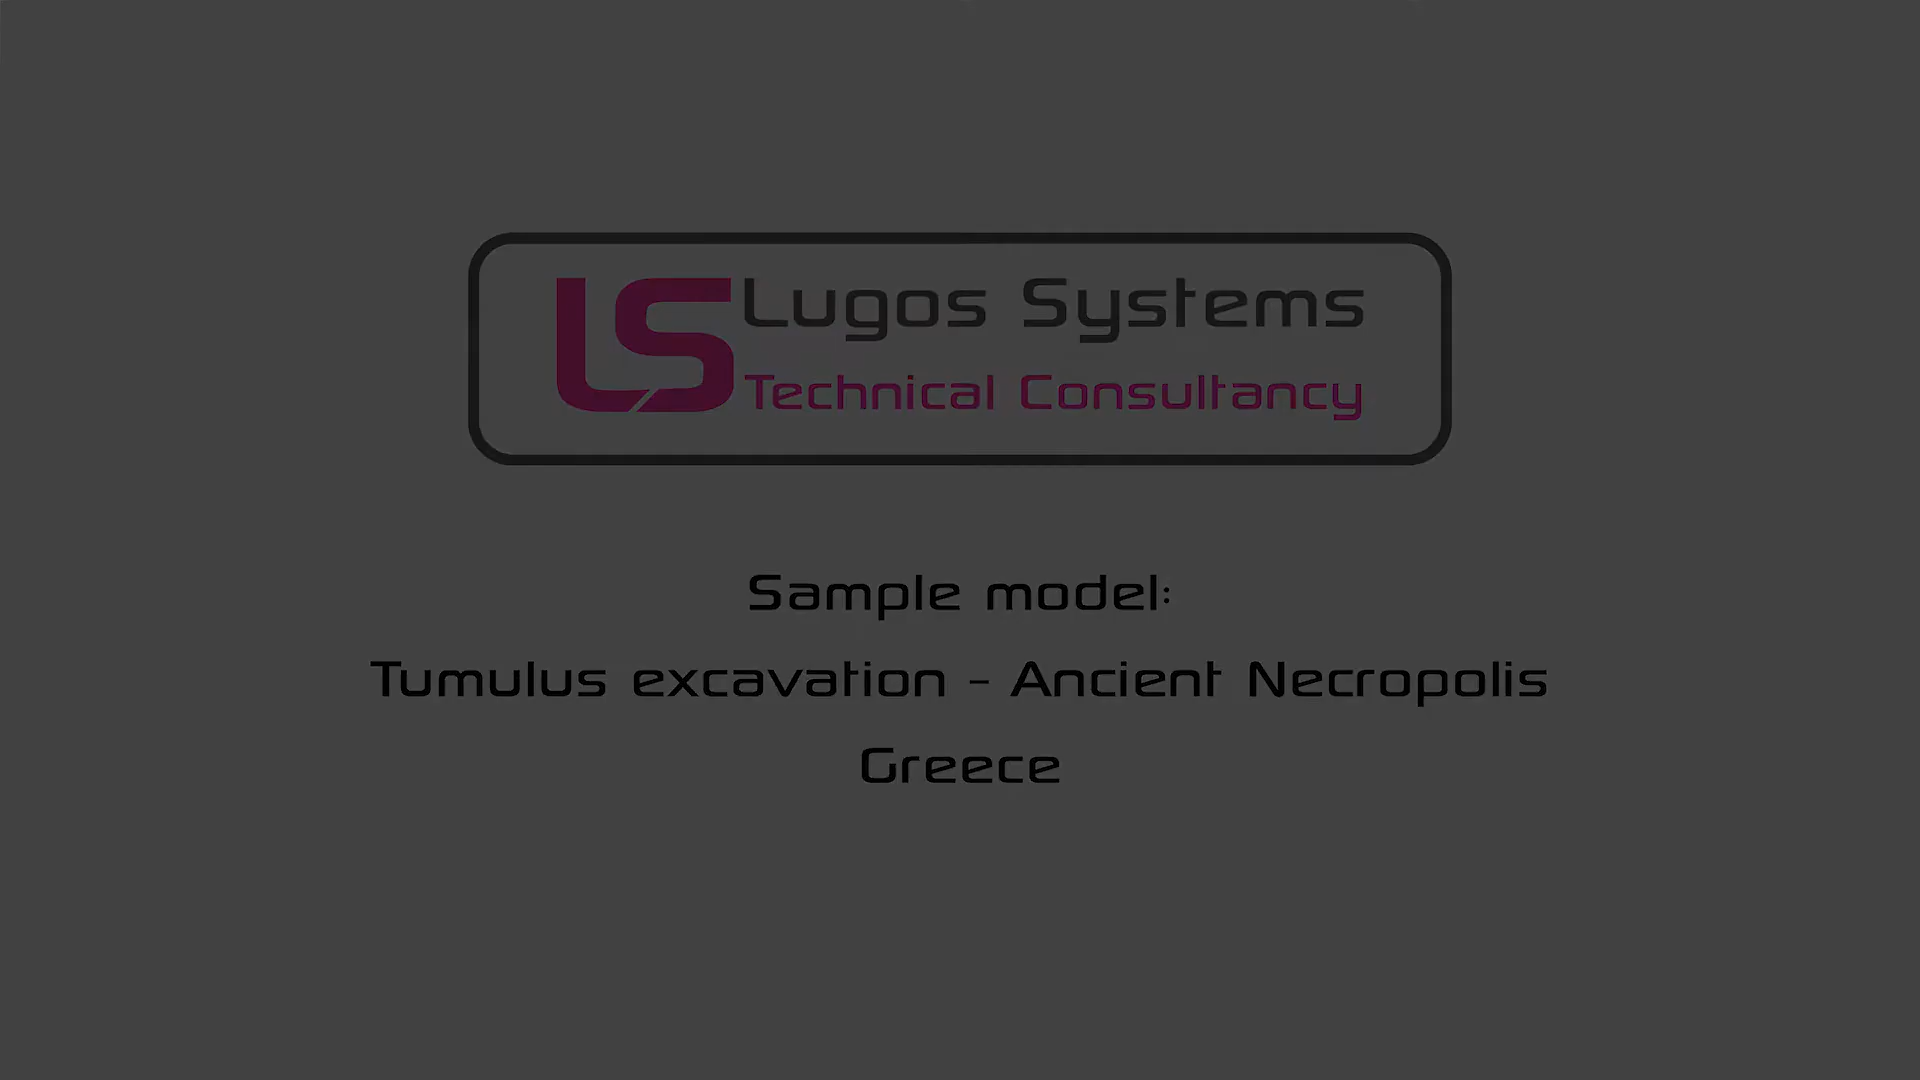 LS Lugos Systems
Technical Consultancy
Sample model:
Tumulus excavation - Ancient Necropolis
Greece